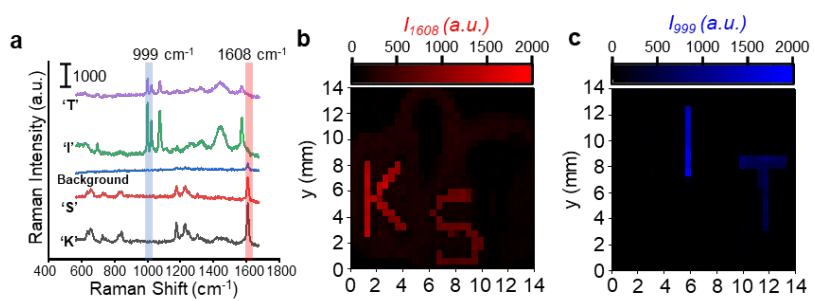 a
999 cm⁻¹ 1608 cm⁻¹
1000
'T'
'I'
Background
'S'
'K'
Raman Intensity (a.u.)
400 600 800 1000 1200 1400 1600 1800
Raman Shift (cm⁻¹)
b
I₁₆₀₈ (a.u.)
0 500 1000 1500 2000
14
12
10
8
6
4
2
0
y (mm)
K S
0 2 4 6 8 10 12 14
c
I₉₉₉ (a.u.)
0 500 1000 1500 2000
14
12
10
8
6
4
2
0
y (mm)
I T
0 2 4 6 8 10 12 14